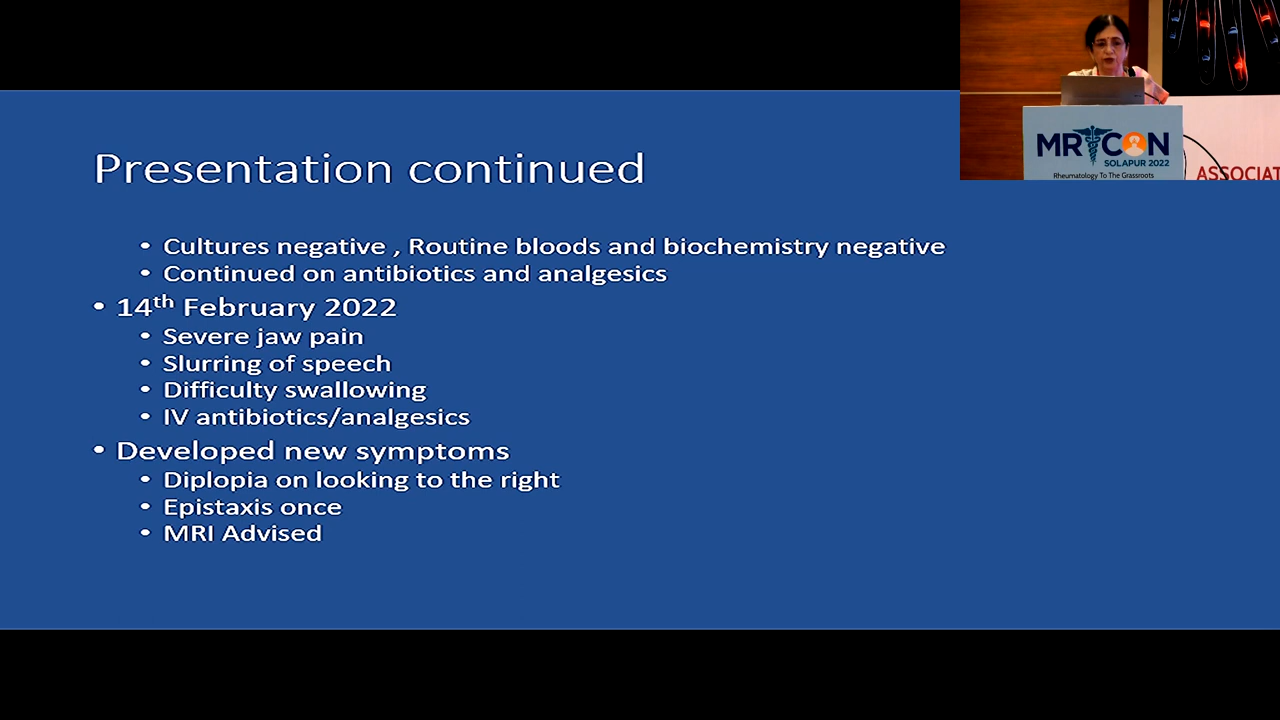 Presentation continued
• Cultures negative , Routine bloods and biochemistry negative
• Continued on antibiotics and analgesics
• 14th February 2022
• Severe jaw pain
• Slurring of speech
• Difficulty swallowing
• IV antibiotics/analgesics
• Developed new symptoms
• Diplopia on looking to the right
• Epistaxis once
• MRI Advised
MR CON
SOLAPUR 2022
Rheumatology To The Grassroots
ASSOCIAT